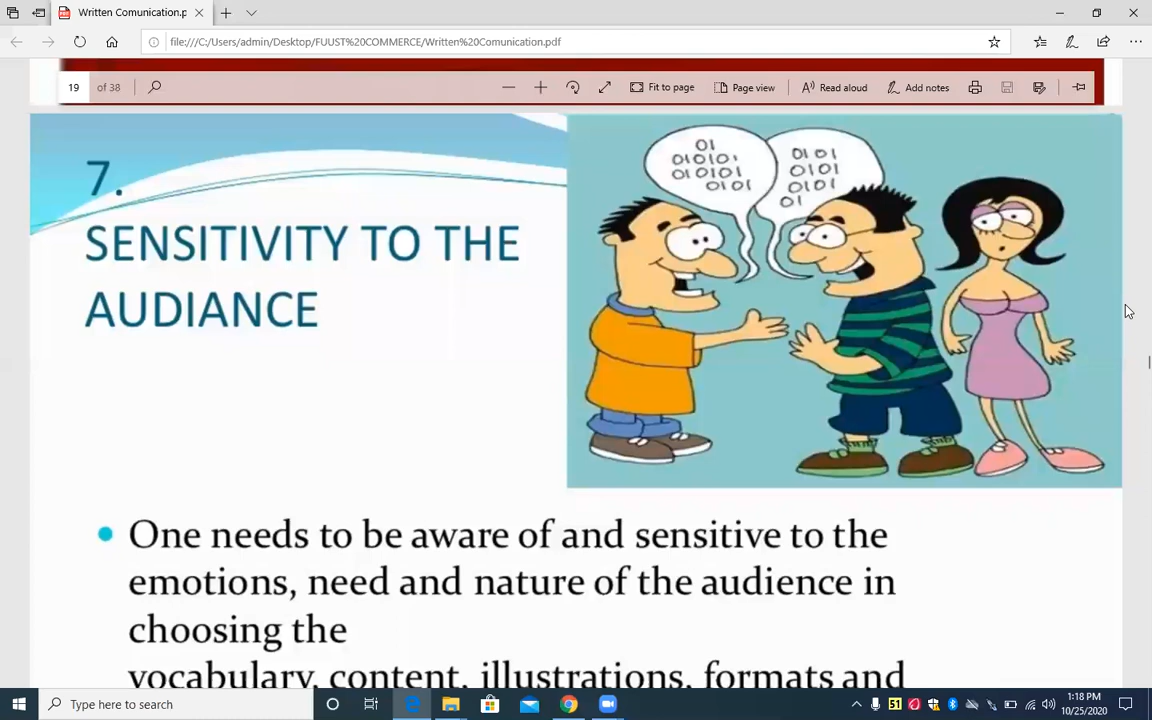 Written Comunication.p
file:///C:/Users/admin/Desktop/FUUST%20COMMERCE/Written%20Comunication.pdf
19 of 38
Fit to page
Page view
Read aloud
Add notes
7.
SENSITIVITY TO THE
AUDIANCE
01
01010,
010101
0101
01 01
0101
0101
01
One needs to be aware of and sensitive to the
emotions, need and nature of the audience in
choosing the
vocabulary, content, illustrations, formats and
Type here to search
51
1:18 PM
10/25/2020